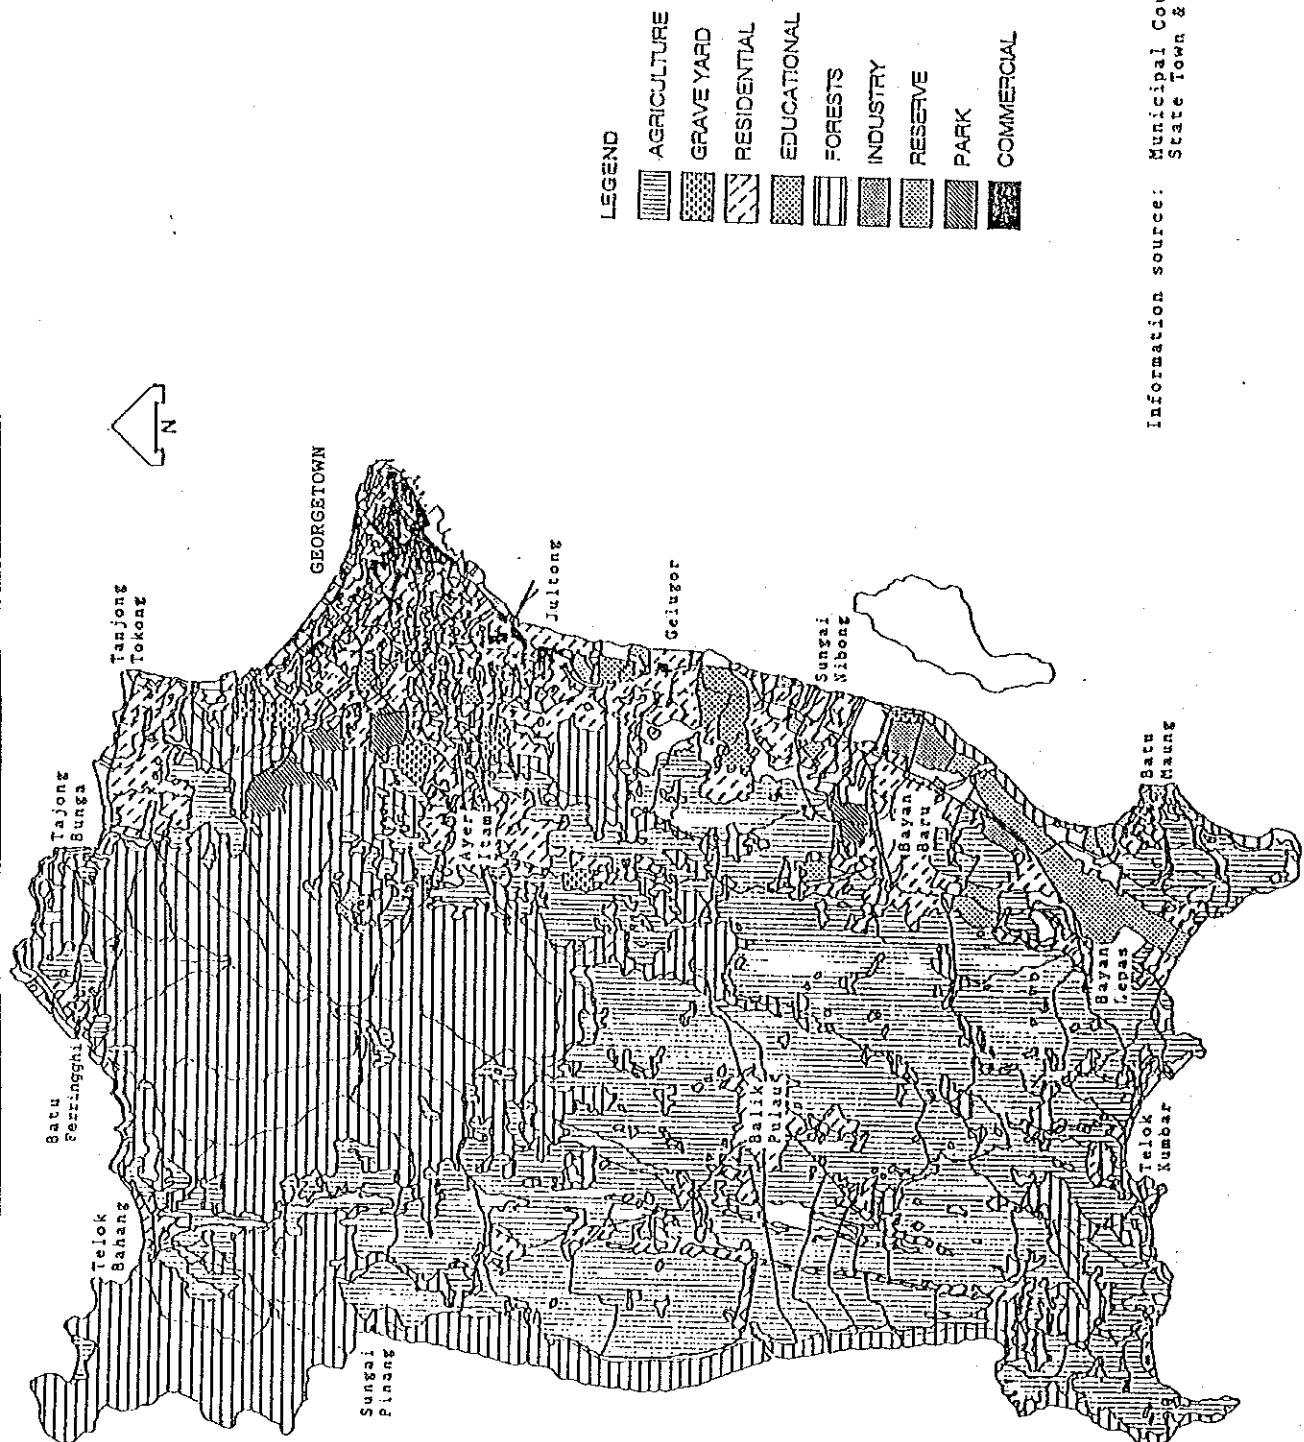 N
GEORGETOWN
Tanjong
Tokong
Tajong
Bunga
Batu
Ferringghi
Telok
Bahang
Sungai
Pinang
Ayer
Itam
Jultong
Gelugor
Sungai
Nibong
Bayan
Baru
Balik
Pulau
Bayan
Lepas
Batu
Maung
Telok
Kumbar
LEGEND
AGRICULTURE
GRAVEYARD
RESIDENTIAL
EDUCATIONAL
FORESTS
INDUSTRY
RESERVE
PARK
COMMERCIAL
Information source: Municipal Cou
State Town &